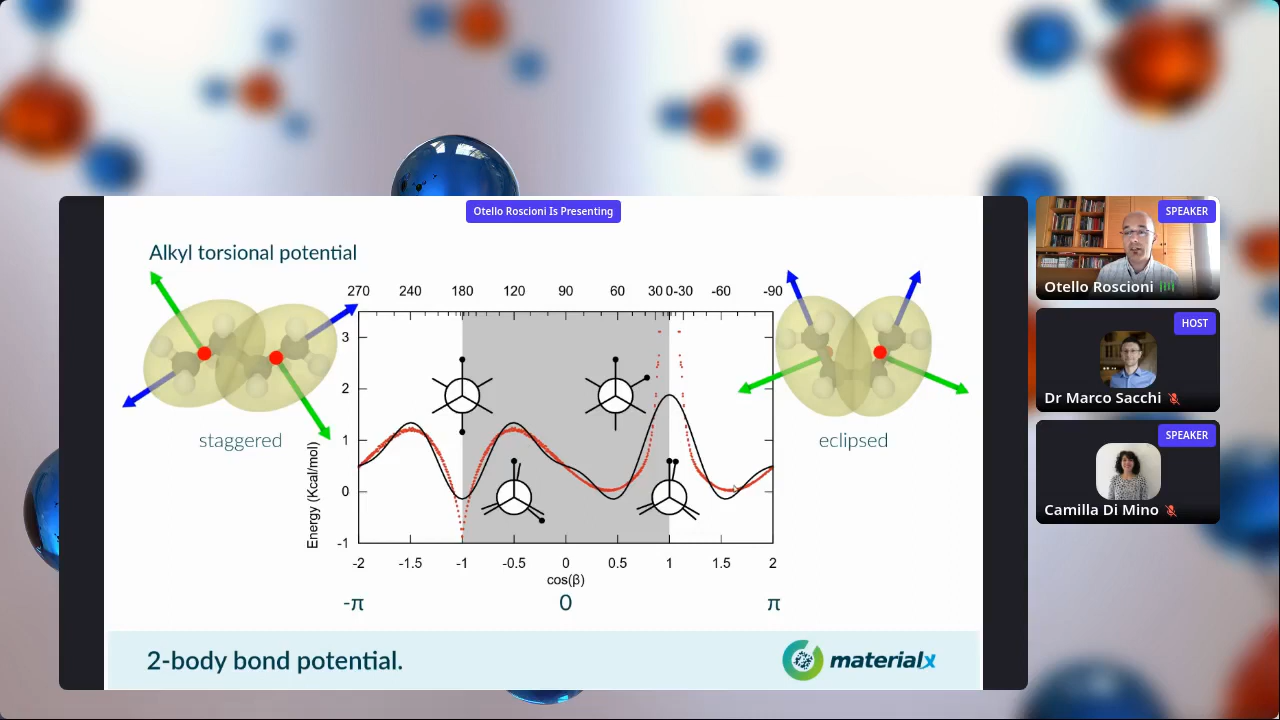 Otello Roscioni Is Presenting
Alkyl torsional potential
270 240 180 120 90 60 30 0 -30 -60 -90
3
2
1
0
-1
Energy (Kcal/mol)
-2 -1.5 -1 -0.5 0 0.5 1 1.5 2
cos(β)
-π 0 π
staggered
eclipsed
2-body bond potential.
materialx
SPEAKER
Otello Roscioni
HOST
Dr Marco Sacchi
SPEAKER
Camilla Di Mino